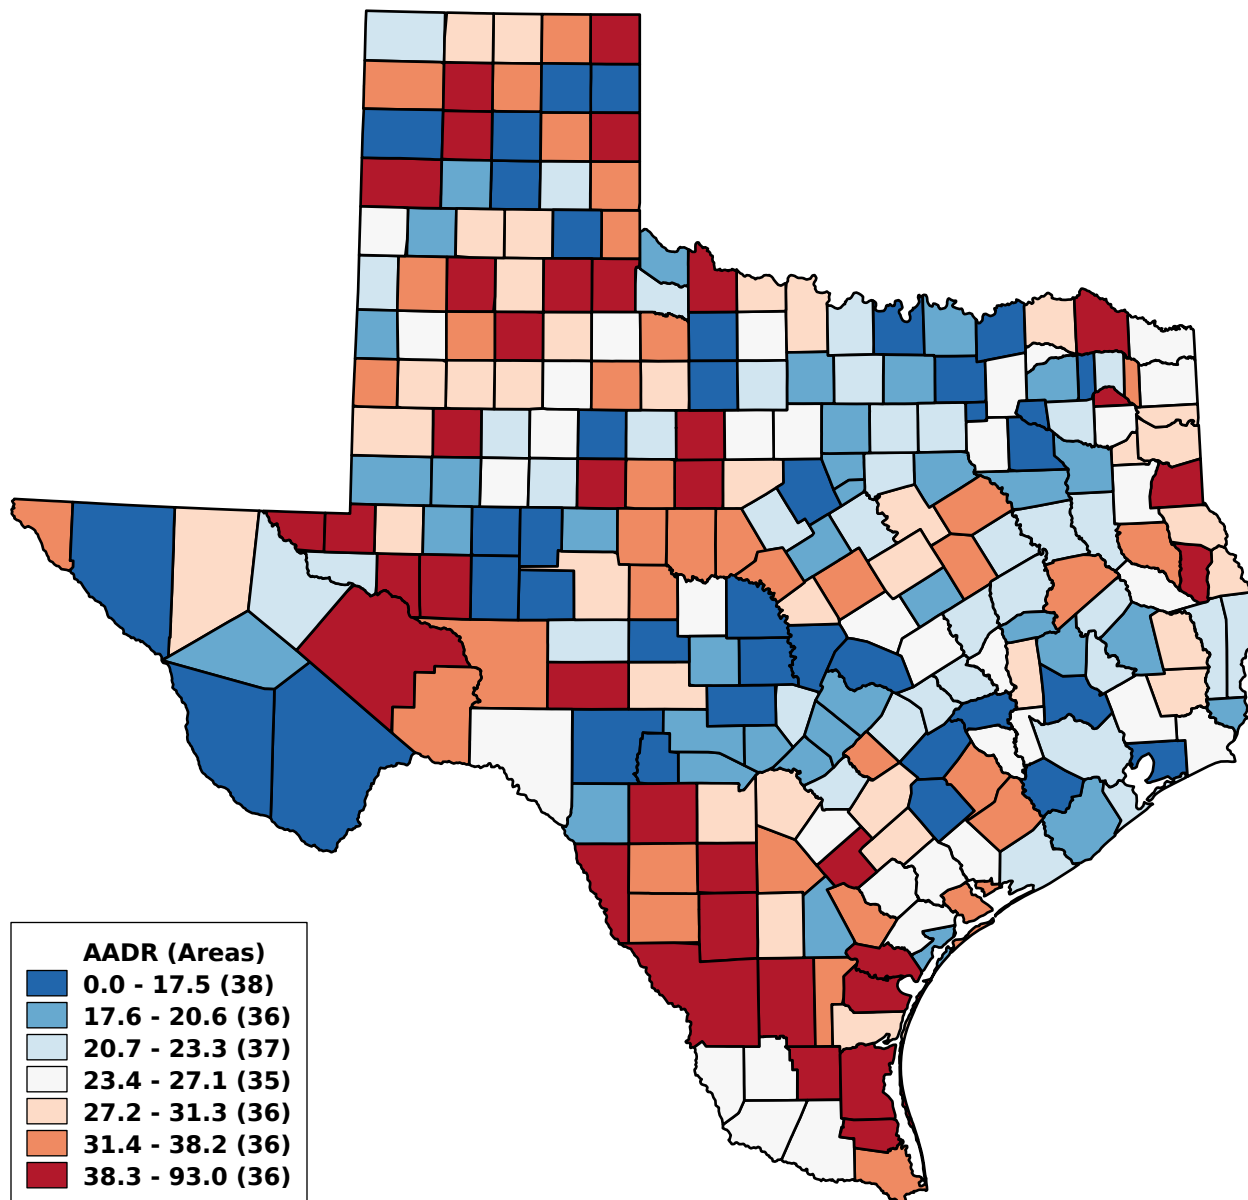 AADR (Areas)
0.0 - 17.5 (38)
17.6 - 20.6 (36)
20.7 - 23.3 (37)
23.4 - 27.1 (35)
27.2 - 31.3 (36)
31.4 - 38.2 (36)
38.3 - 93.0 (36)